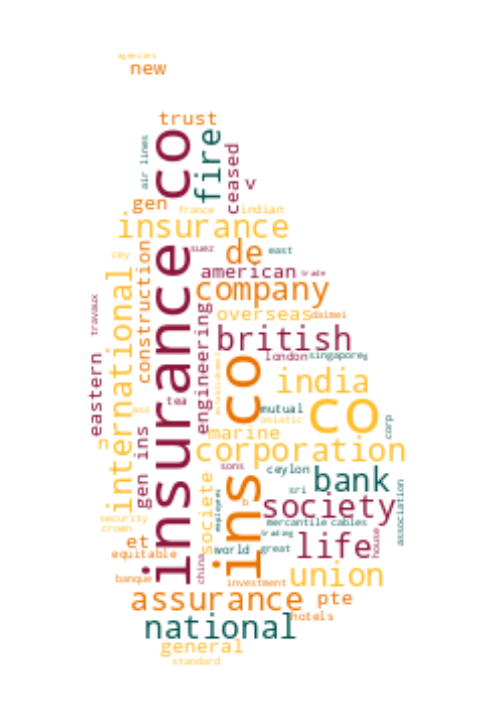 agencies
new
trust
air lines
insurance co
fire
ceased
v
gen
france
indian
insurance
suez
de
east
cey
american
trade
construction
company
international
travaux
overseas
daimei
engineering
british
eastern
london
singapore
ins co
india
tea
co
mutual
asiatic
corp
marine
gen ins
corporation
sons
ceylon
bank
sri
societe
society
employees
b
association
security
crown
mercantile
cables
et
trading
life
house
world
great
equitable
china
union
banque
investment
assurance
pte
hotels
national
general
standard